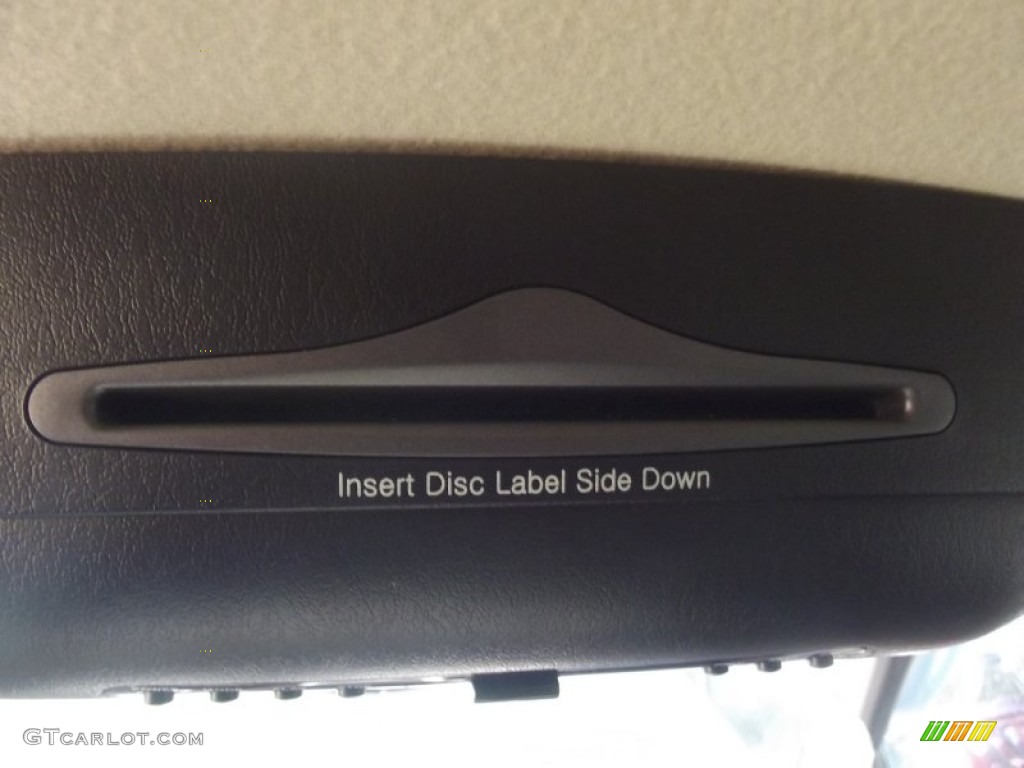 Insert Disc Label Side Down
GTCARLOT.COM